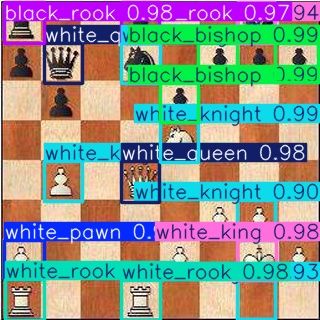 black_rook 0.98_rook 0.97 94
white_q black_bishop 0.99
black_bishop 0.99
white_knight 0.99
white_k white_queen 0.98
white_knight 0.90
white_pawn 0. white_king 0.98
white_rook white_rook 0.98 93